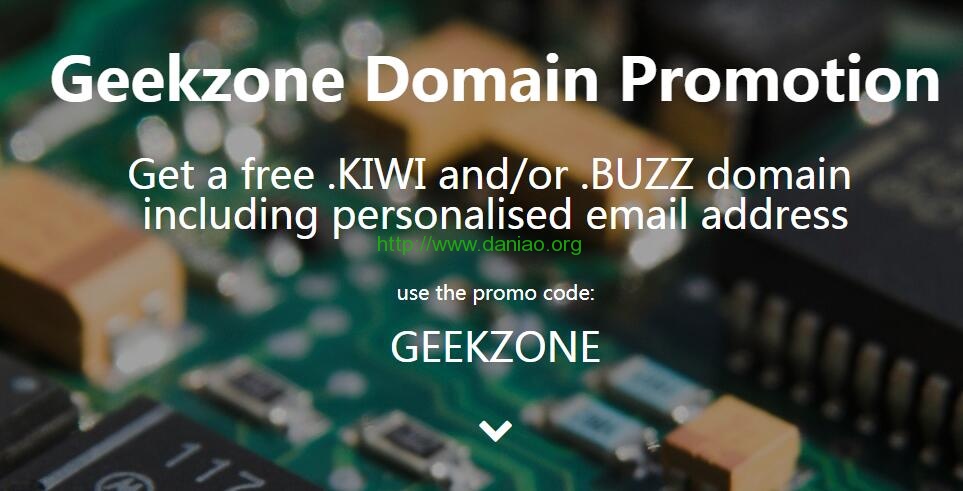 Geekzone Domain Promotion
Get a free .KIWI and/or .BUZZ domain
including personalised email address
http://www.daniao.org
use the promo code:
GEEKZONE
117